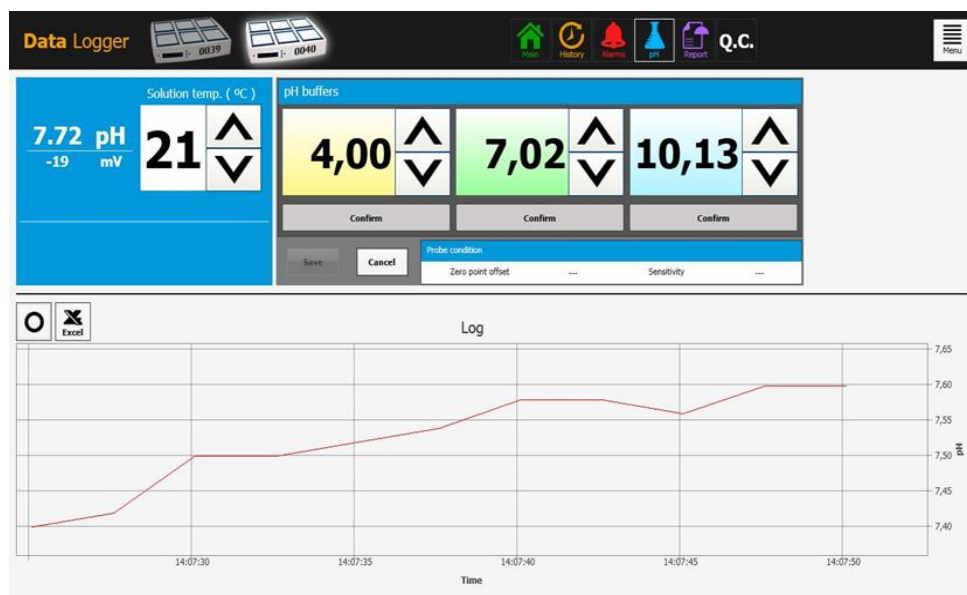 Data Logger
0039
0040
Main
History
Alarms
pH
Report
Q.C.
Menu
Solution temp. ( ºC )
7.72 pH
-19 mV
21
pH buffers
4,00
7,02
10,13
Confirm
Confirm
Confirm
Save
Cancel
Probe condition
Zero point offset ---
Sensitivity ---
Excel
Log
7,65
7,60
7,55
7,50
7,45
7,40
pH
14:07:30
14:07:35
14:07:40
14:07:45
14:07:50
Time